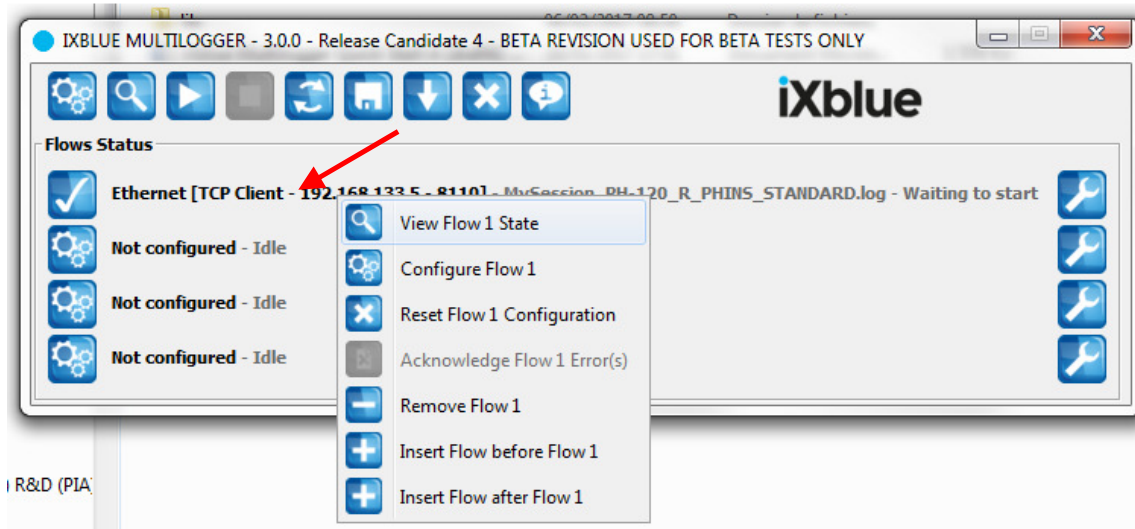 IXBLUE MULTILOGGER - 3.0.0 - Release Candidate 4 - BETA REVISION USED FOR BETA TESTS ONLY
iXblue
Flows Status
Ethernet [TCP Client - 192.168.133.5 - 8110] - MySession_PH-120_R_PHINS_STANDARD.log - Waiting to start
Not configured - Idle
Not configured - Idle
Not configured - Idle
View Flow 1 State
Configure Flow 1
Reset Flow 1 Configuration
Acknowledge Flow 1 Error(s)
Remove Flow 1
Insert Flow before Flow 1
Insert Flow after Flow 1
R&D (PIA)